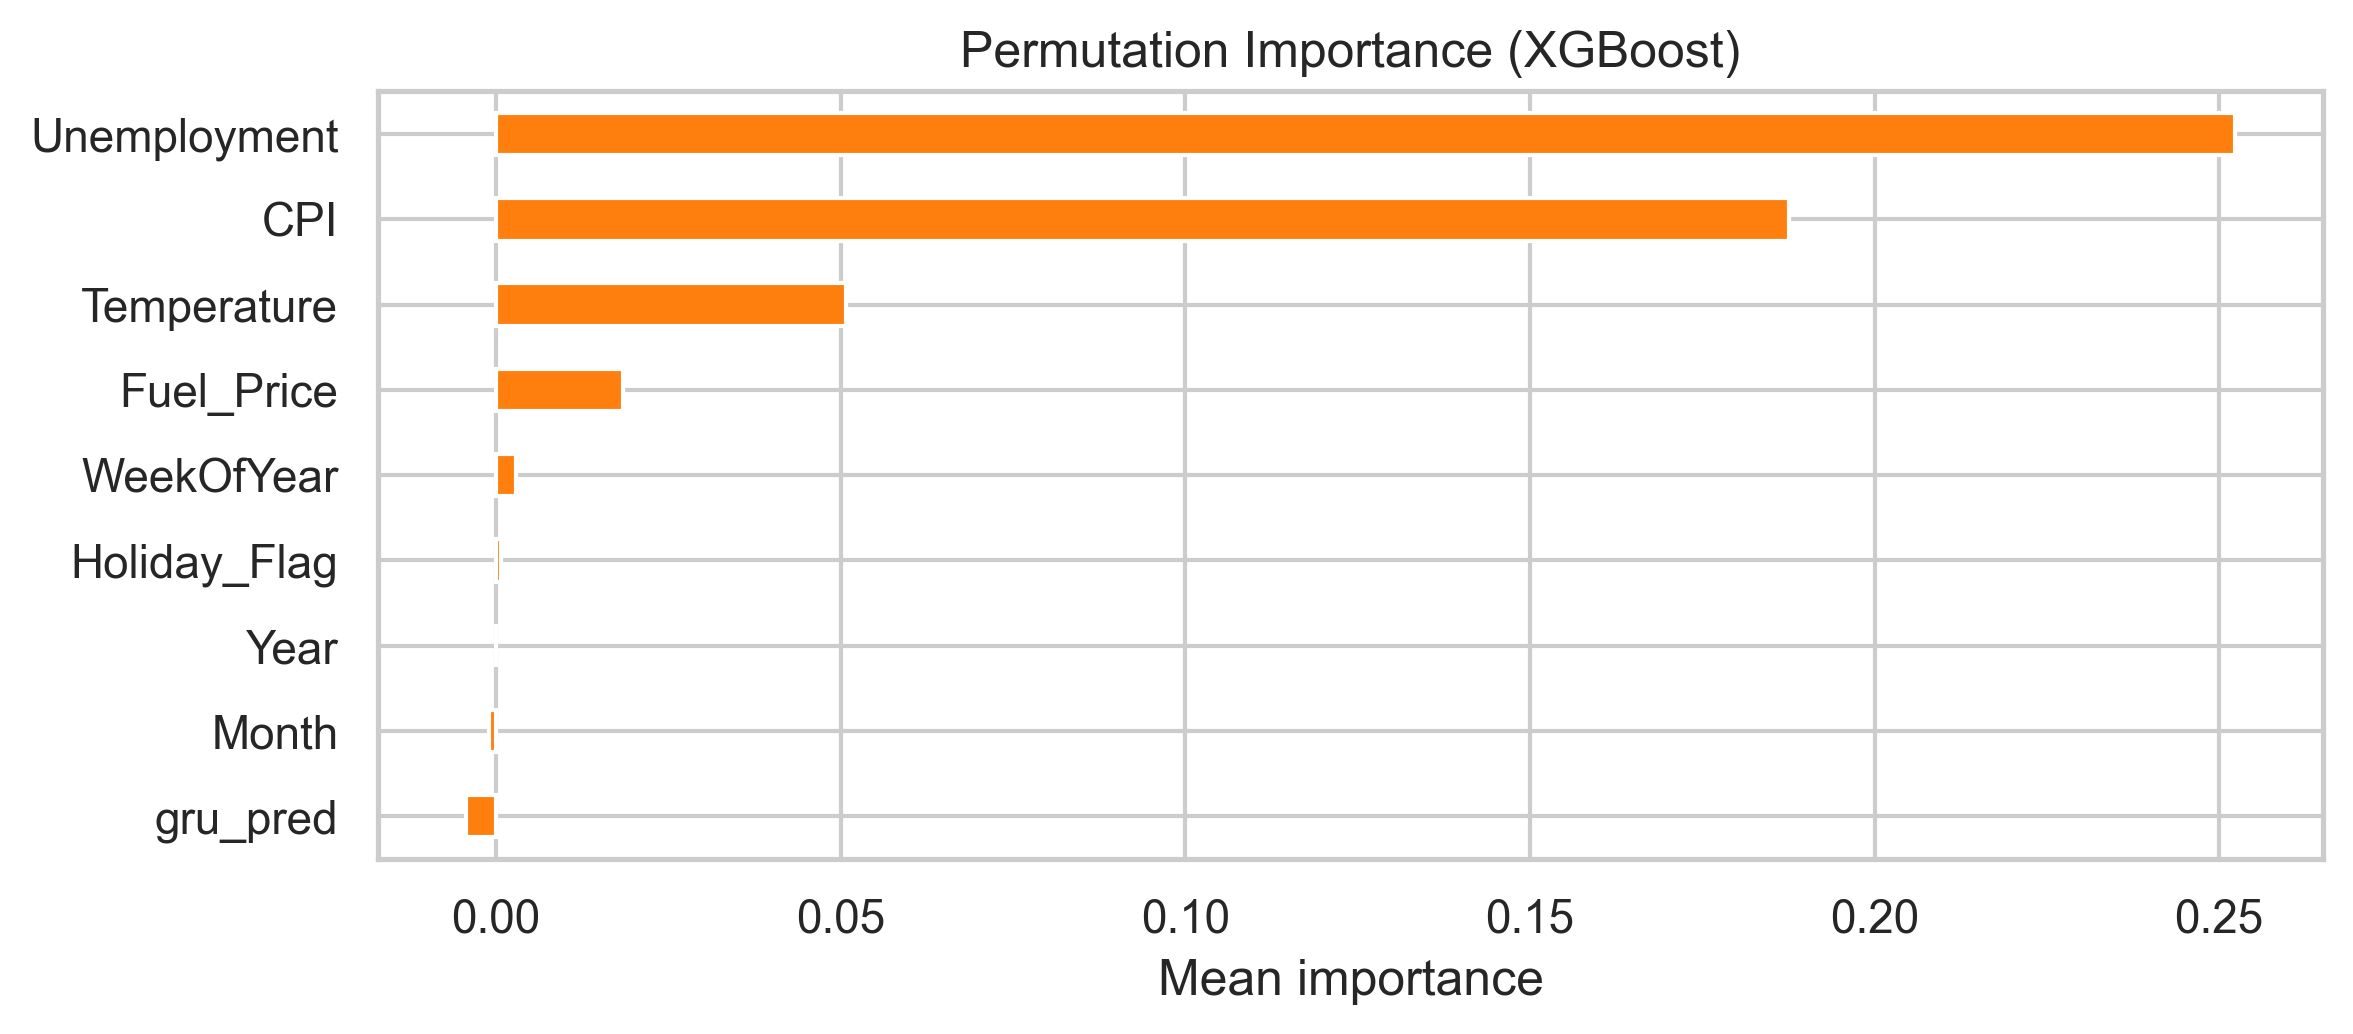 Permutation Importance (XGBoost)
Unemployment
CPI
Temperature
Fuel_Price
WeekOfYear
Holiday_Flag
Year
Month
gru_pred
0.00 0.05 0.10 0.15 0.20 0.25
Mean importance